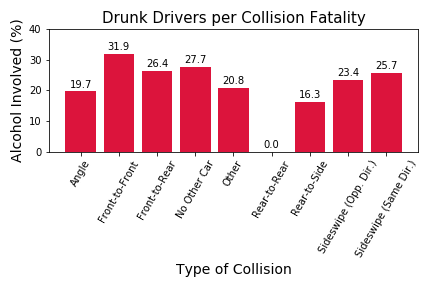 Drunk Drivers per Collision Fatality
Alcohol Involved (%)
40
30
20
10
0
19.7
31.9
26.4
27.7
20.8
0.0
16.3
23.4
25.7
Angle
Front-to-Front
Front-to-Rear
No Other Car
Other
Rear-to-Rear
Rear-to-Side
Sideswipe (Opp. Dir.)
Sideswipe (Same Dir.)
Type of Collision